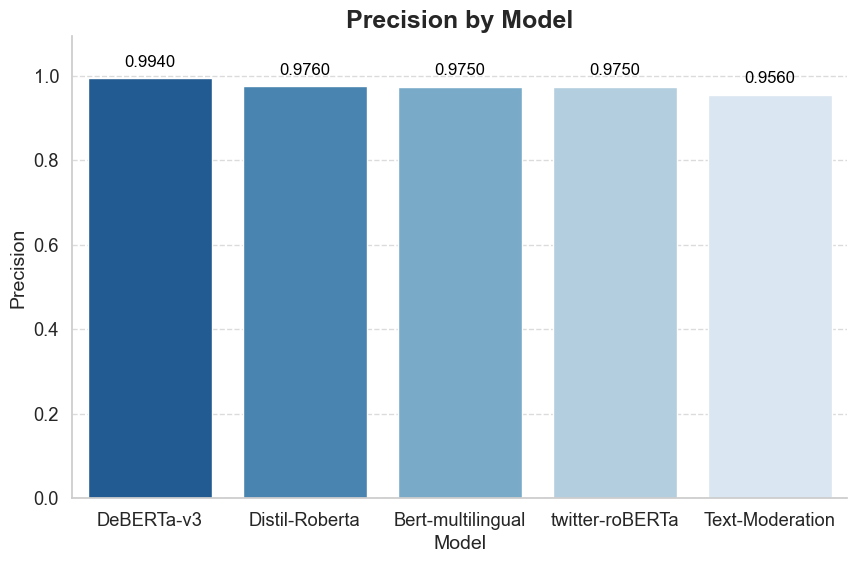 Precision by Model
0.9940
0.9760
0.9750
0.9750
0.9560
1.0
0.8
0.6
0.4
0.2
0.0
Precision
DeBERTa-v3
Distil-Roberta
Bert-multilingual
twitter-roBERTa
Text-Moderation
Model